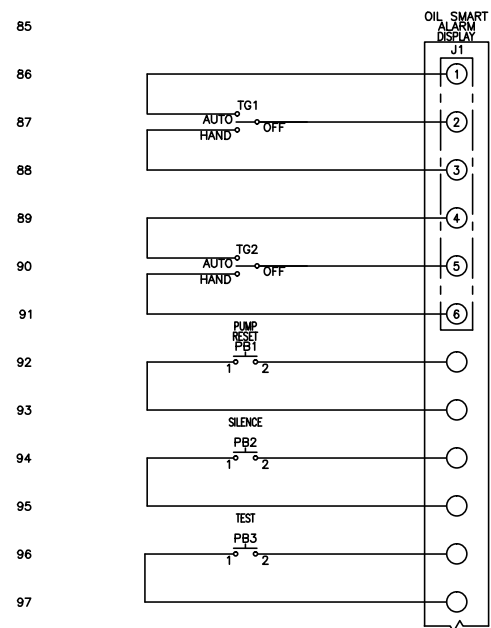 85
OIL SMART
ALARM
DISPLAY
J1
86
1
TG1
87
AUTO
OFF
2
HAND
88
3
89
4
TG2
90
AUTO
OFF
5
HAND
91
6
PUMP
RESET
PB1
92
1 2
93
SILENCE
PB2
94
1 2
95
TEST
PB3
96
1 2
97